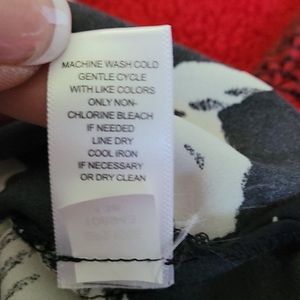 MACHINE WASH COLD
GENTLE CYCLE
WITH LIKE COLORS
ONLY NON-
CHLORINE BLEACH
IF NEEDED
LINE DRY
COOL IRON
IF NECESSARY
OR DRY CLEAN